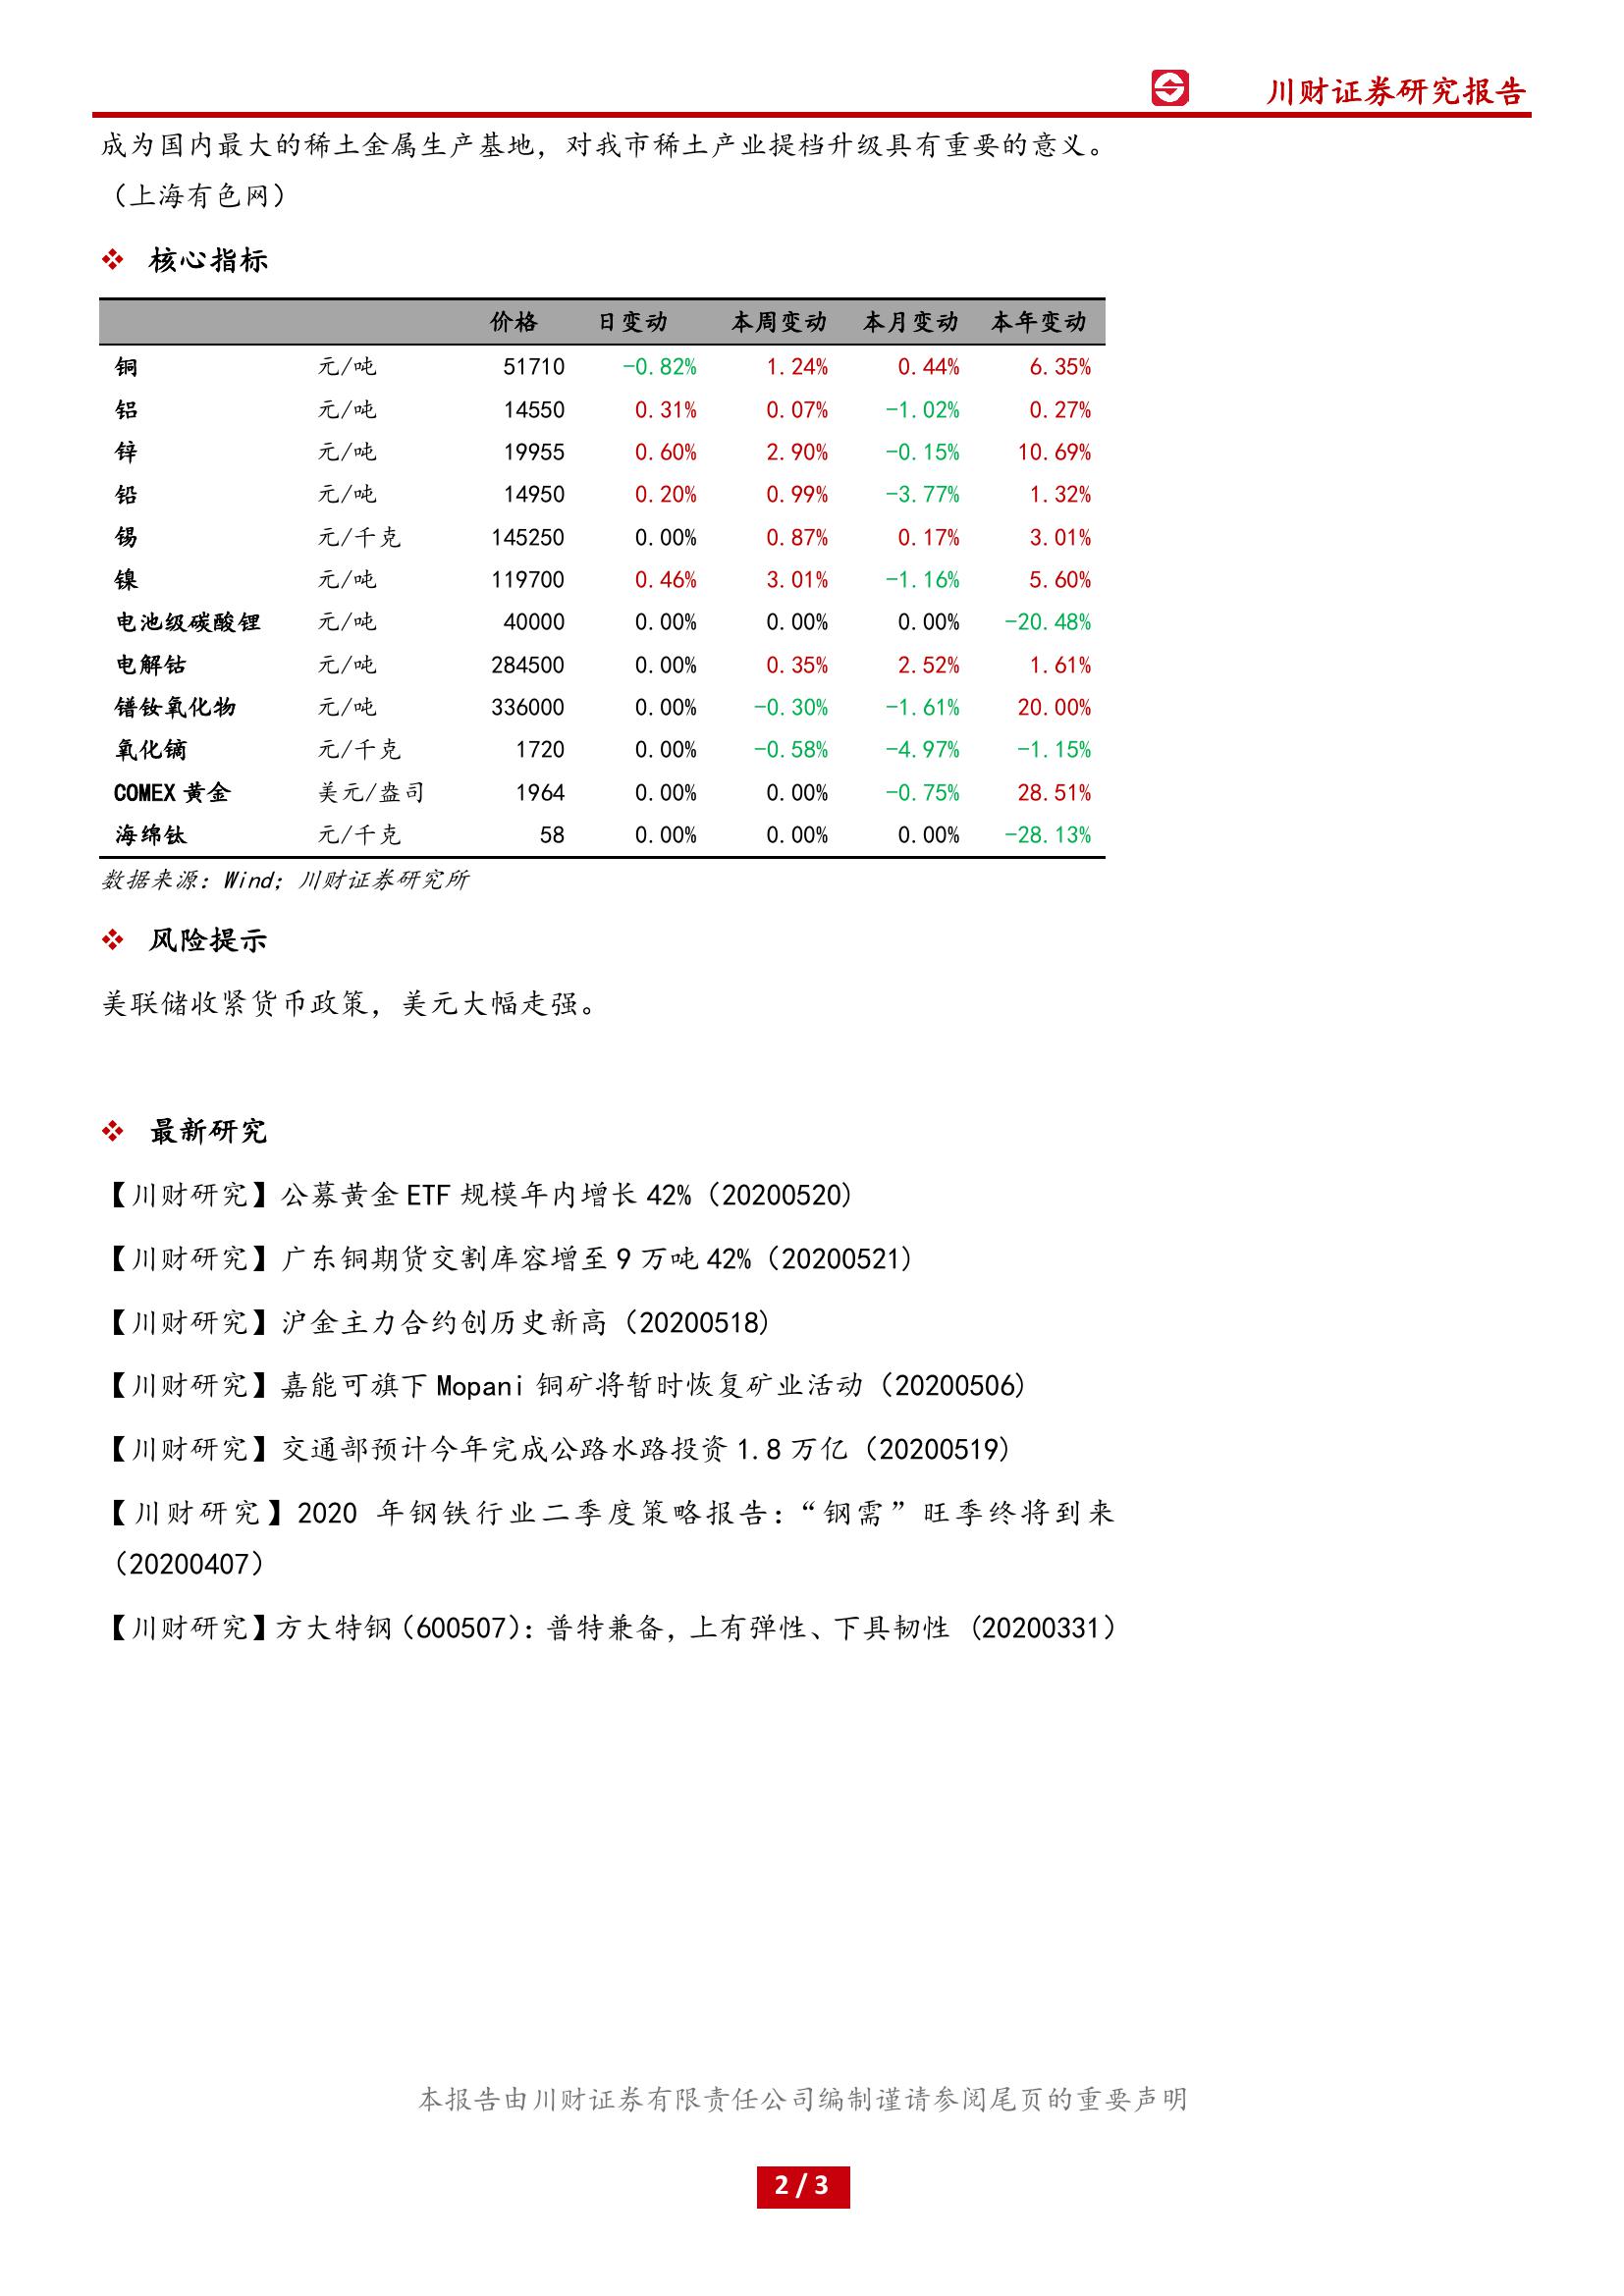 川财证券研究报告
成为国内最大的稀土金属生产基地，对我市稀土产业提档升级具有重要的意义。
（上海有色网）
❖ 核心指标
价格 日变动 本周变动 本月变动 本年变动
铜 元/吨 51710 -0.82% 1.24% 0.44% 6.35%
铝 元/吨 14550 0.31% 0.07% -1.02% 0.27%
锌 元/吨 19955 0.60% 2.90% -0.15% 10.69%
铅 元/吨 14950 0.20% 0.99% -3.77% 1.32%
锡 元/千克 145250 0.00% 0.87% 0.17% 3.01%
镍 元/吨 119700 0.46% 3.01% -1.16% 5.60%
电池级碳酸锂 元/吨 40000 0.00% 0.00% 0.00% -20.48%
电解钴 元/吨 284500 0.00% 0.35% 2.52% 1.61%
镨钕氧化物 元/吨 336000 0.00% -0.30% -1.61% 20.00%
氧化镝 元/千克 1720 0.00% -0.58% -4.97% -1.15%
COMEX 黄金 美元/盎司 1964 0.00% 0.00% -0.75% 28.51%
海绵钛 元/千克 58 0.00% 0.00% 0.00% -28.13%
数据来源：Wind；川财证券研究所
❖ 风险提示
美联储收紧货币政策，美元大幅走强。
❖ 最新研究
【川财研究】公募黄金 ETF 规模年内增长 42%（20200520）
【川财研究】广东铜期货交割库容增至 9 万吨 42%（20200521）
【川财研究】沪金主力合约创历史新高（20200518）
【川财研究】嘉能可旗下 Mopani 铜矿将暂时恢复矿业活动（20200506）
【川财研究】交通部预计今年完成公路水路投资 1.8 万亿（20200519）
【川财研究】2020 年钢铁行业二季度策略报告：“钢需”旺季终将到来
（20200407）
【川财研究】方大特钢（600507）：普特兼备，上有弹性、下具韧性 （20200331）
本报告由川财证券有限责任公司编制谨请参阅尾页的重要声明
2 / 3